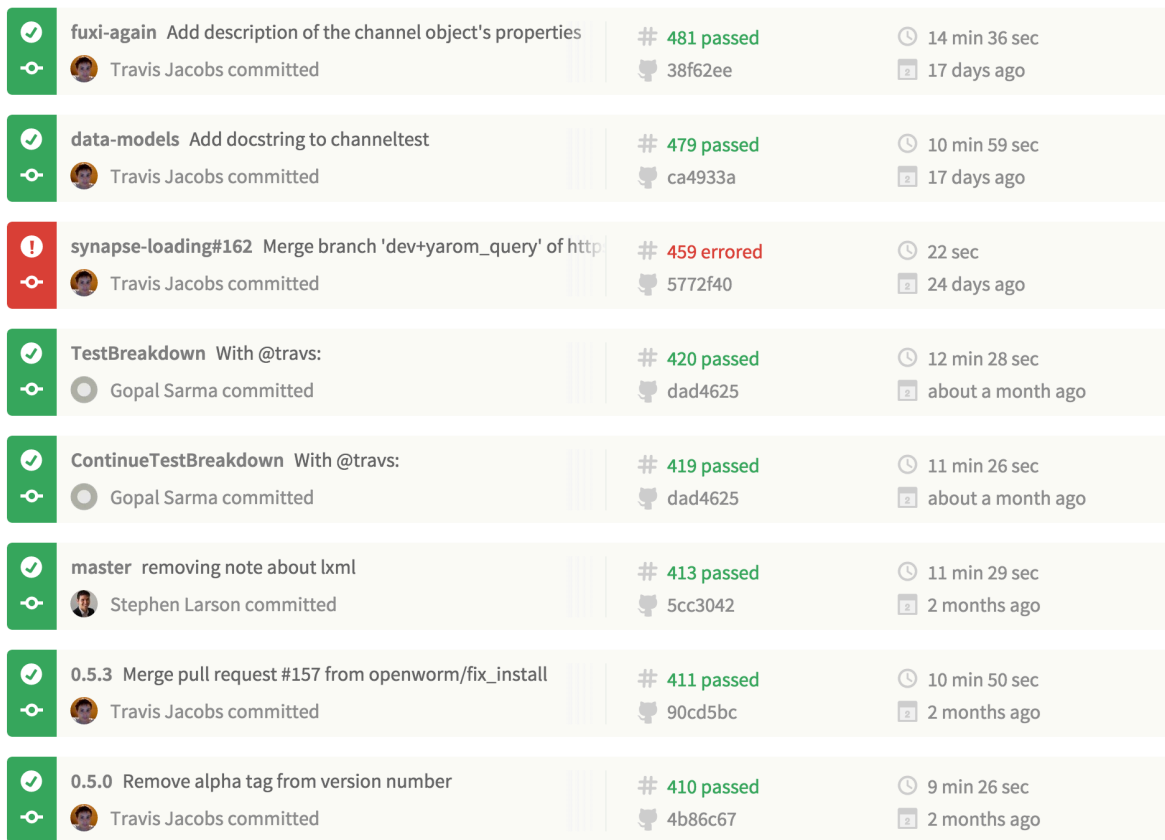 fuxi-again Add description of the channel object's properties
# 481 passed
14 min 36 sec
Travis Jacobs committed
38f62ee
17 days ago
data-models Add docstring to channeltest
# 479 passed
10 min 59 sec
Travis Jacobs committed
ca4933a
17 days ago
synapse-loading#162 Merge branch 'dev+yarom_query' of http
# 459 errored
22 sec
Travis Jacobs committed
5772f40
24 days ago
TestBreakdown With @travs:
# 420 passed
12 min 28 sec
Gopal Sarma committed
dad4625
about a month ago
ContinueTestBreakdown With @travs:
# 419 passed
11 min 26 sec
Gopal Sarma committed
dad4625
about a month ago
master removing note about lxml
# 413 passed
11 min 29 sec
Stephen Larson committed
5cc3042
2 months ago
0.5.3 Merge pull request #157 from openworm/fix_install
# 411 passed
10 min 50 sec
Travis Jacobs committed
90cd5bc
2 months ago
0.5.0 Remove alpha tag from version number
# 410 passed
9 min 26 sec
Travis Jacobs committed
4b86c67
2 months ago